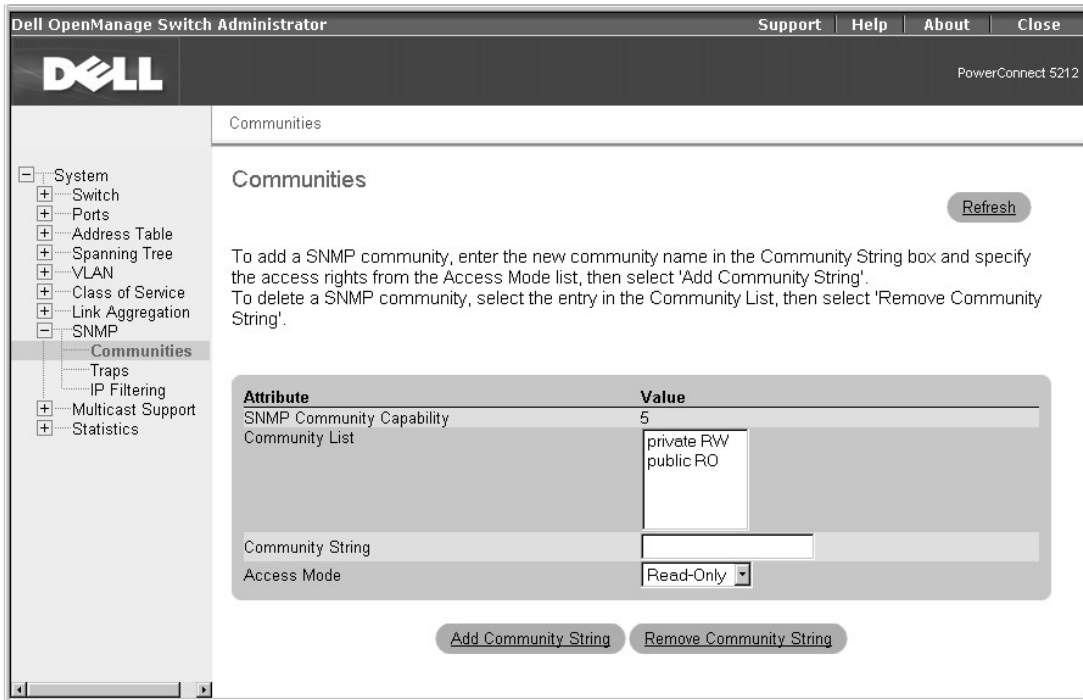 Dell OpenManage Switch Administrator
Support
Help
About
Close
DELL
PowerConnect 5212
Communities
System
Switch
Ports
Address Table
Spanning Tree
VLAN
Class of Service
Link Aggregation
SNMP
Communities
Traps
IP Filtering
Multicast Support
Statistics
Communities
Refresh
To add a SNMP community, enter the new community name in the Community String box and specify
the access rights from the Access Mode list, then select 'Add Community String'.
To delete a SNMP community, select the entry in the Community List, then select 'Remove Community
String'.
Attribute Value
SNMP Community Capability 5
Community List
private RW
public RO
Community String
Access Mode Read-Only
Add Community String
Remove Community String